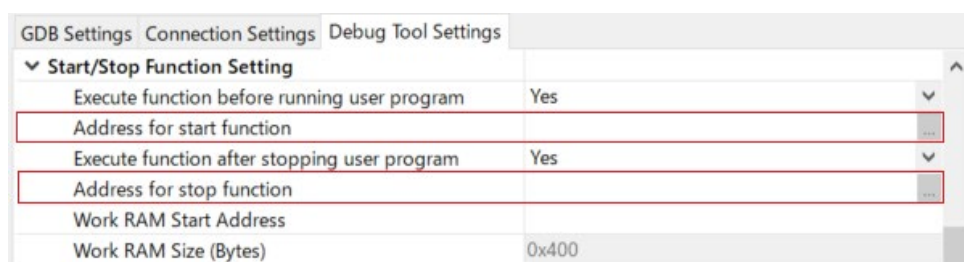 GDB Settings Connection Settings Debug Tool Settings
Start/Stop Function Setting
Execute function before running user program Yes
Address for start function ...
Execute function after stopping user program Yes
Address for stop function ...
Work RAM Start Address
Work RAM Size (Bytes) 0x400